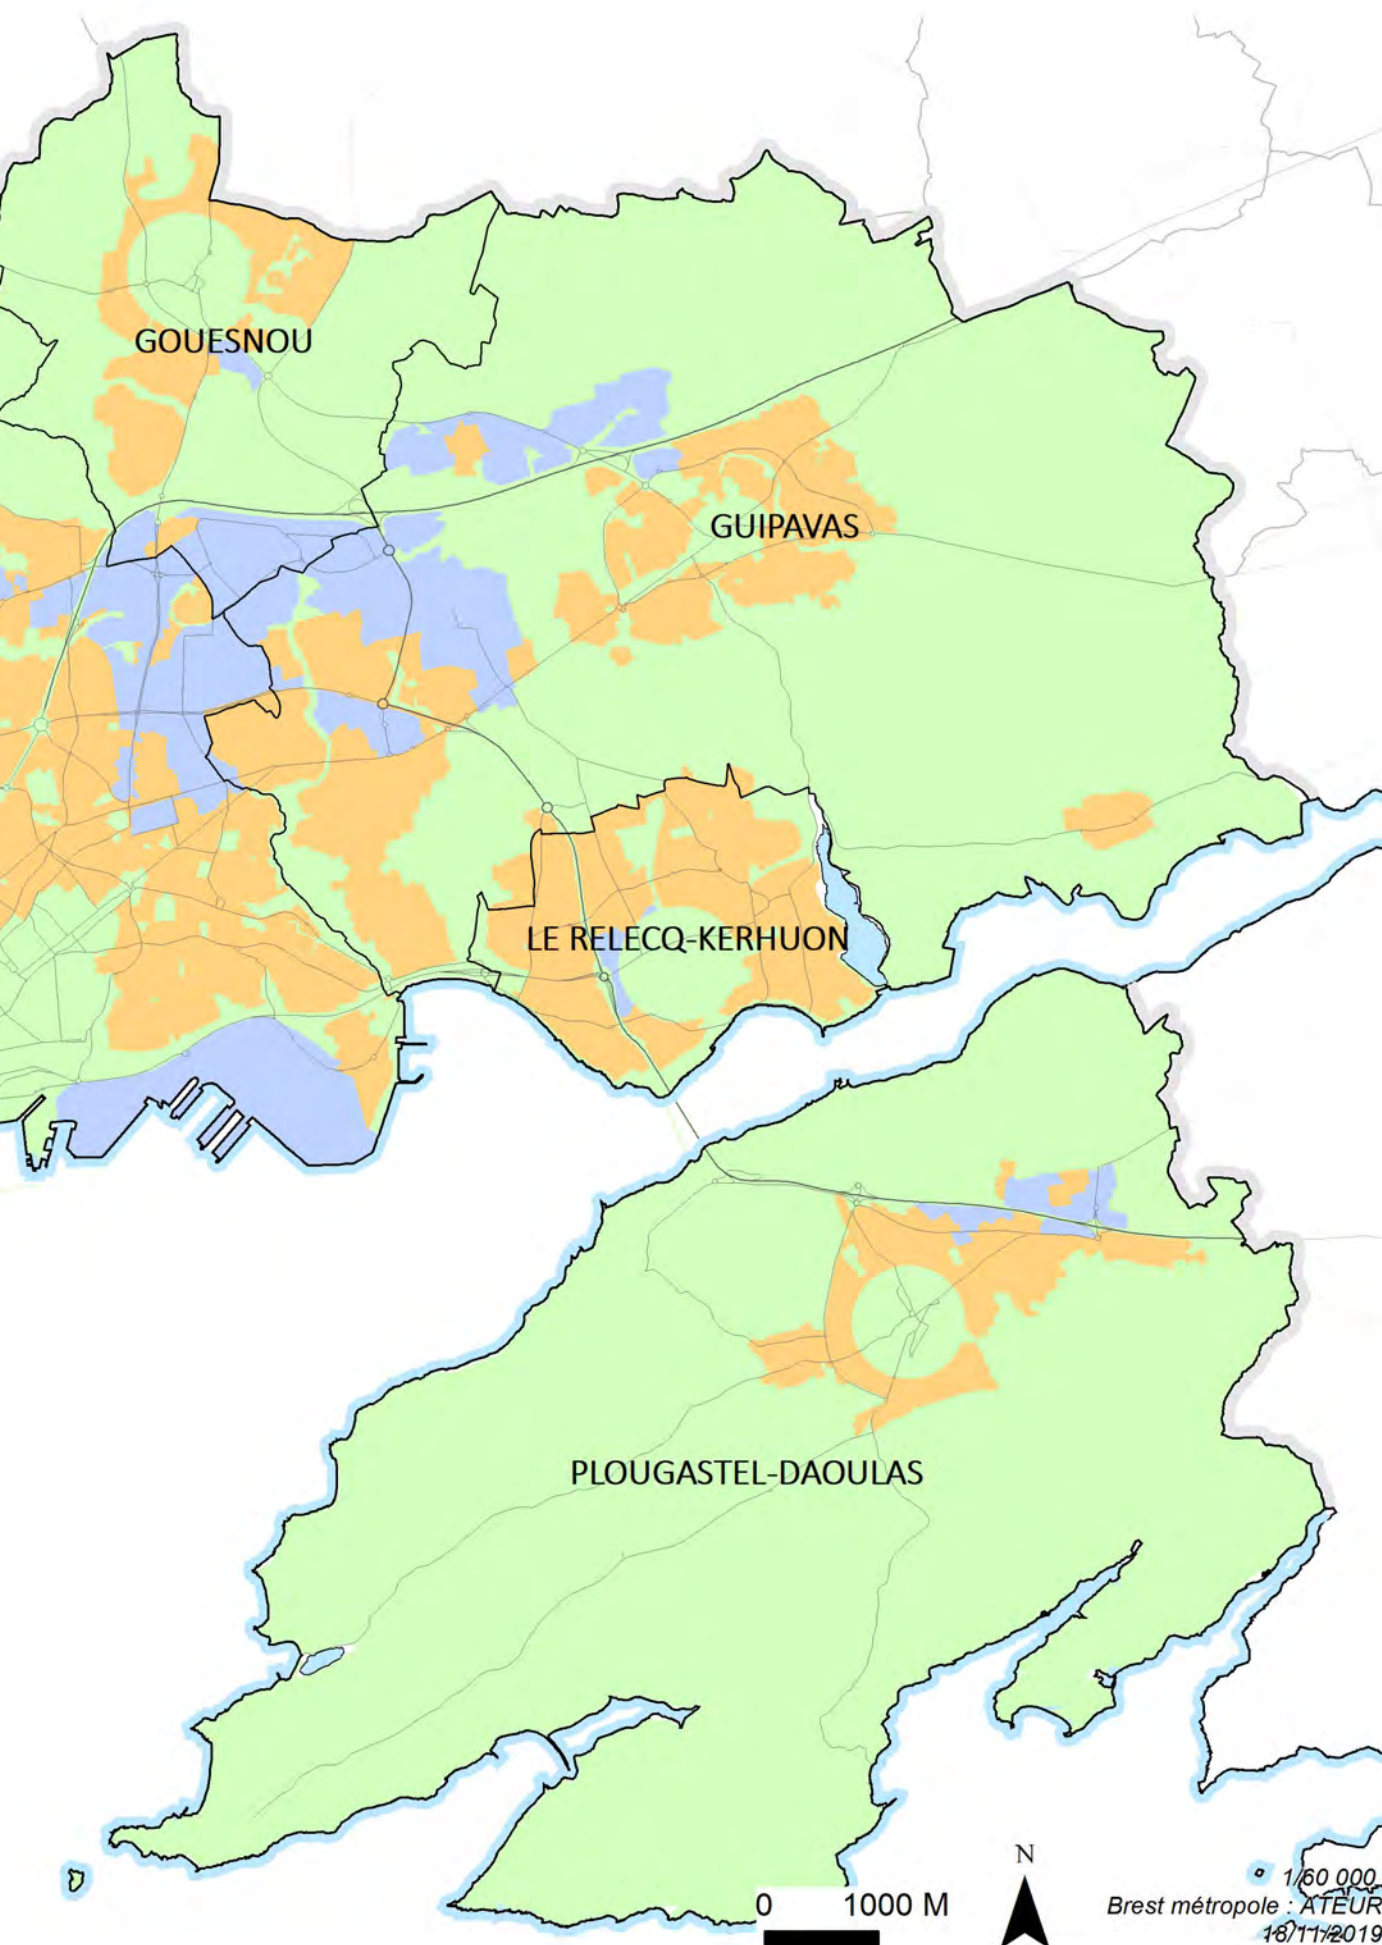 GOUESNOU
GUIPAVAS
LE RELECQ-KERHUON
PLOUGASTEL-DAOULAS
N
0 1000 M
1/60 000
Brest métropole : ATEUR
18/11/2019